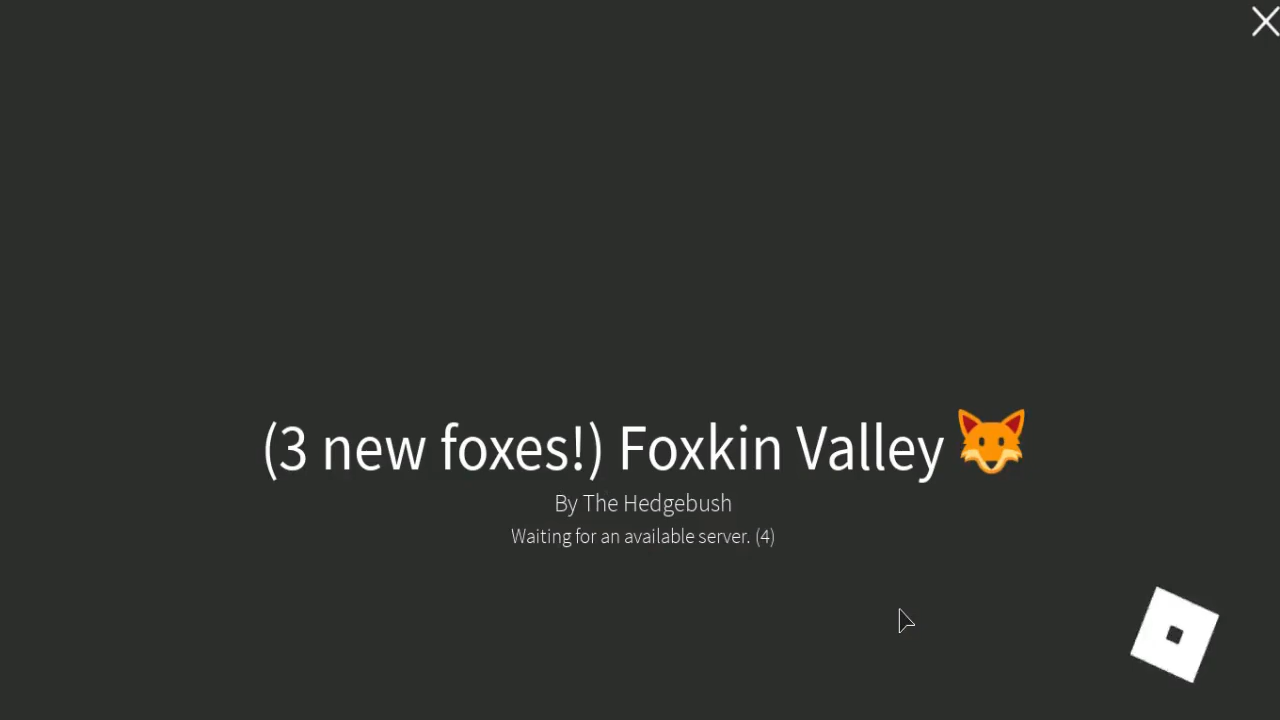 (3 new foxes!) Foxkin Valley 🦊
By The Hedgebush
Waiting for an available server. (4)